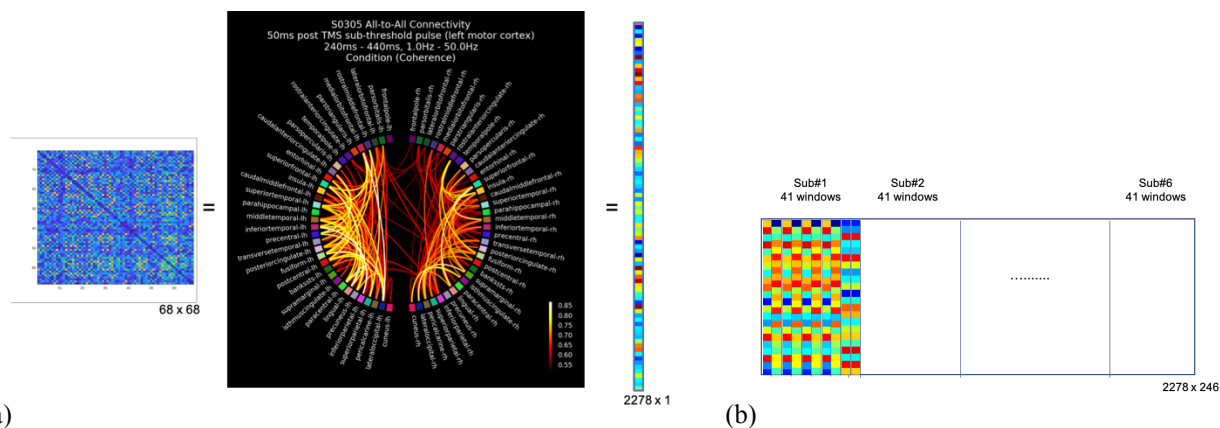 S0305 All-to-All Connectivity
50ms post TMS sub-threshold pulse (left motor cortex)
240ms - 440ms, 1.0Hz - 50.0Hz
Condition (Coherence)
frontalpole-lh
parsorbitalis-lh
lateralorbitofrontal-lh
rostralmiddlefrontal-lh
medialorbitofrontal-lh
parstriangularis-lh
rostralanteriorcingulate-lh
temporalpole-lh
parsopercularis-lh
caudalanteriorcingulate-lh
entorhinal-lh
superiorfrontal-lh
insula-lh
caudalmiddlefrontal-lh
superiortemporal-lh
parahippocampal-lh
middletemporal-lh
inferiortemporal-lh
precentral-lh
transversetemporal-lh
posteriorcingulate-lh
fusiform-lh
postcentral-lh
bankssts-lh
supramarginal-lh
isthmuscingulate-lh
paracentral-lh
lingual-lh
precuneus-lh
inferiorparietal-lh
superiorparietal-lh
pericalcarine-lh
lateraloccipital-lh
cuneus-lh
frontalpole-rh
parsorbitalis-rh
lateralorbitofrontal-rh
rostralmiddlefrontal-rh
medialorbitofrontal-rh
parstriangularis-rh
rostralanteriorcingulate-rh
temporalpole-rh
parsopercularis-rh
caudalanteriorcingulate-rh
entorhinal-rh
superiorfrontal-rh
insula-rh
caudalmiddlefrontal-rh
superiortemporal-rh
parahippocampal-rh
middletemporal-rh
inferiortemporal-rh
precentral-rh
transversetemporal-rh
posteriorcingulate-rh
fusiform-rh
postcentral-rh
bankssts-rh
supramarginal-rh
isthmuscingulate-rh
paracentral-rh
lingual-rh
precuneus-rh
inferiorparietal-rh
superiorparietal-rh
pericalcarine-rh
lateraloccipital-rh
cuneus-rh
0.85
0.80
0.75
0.70
0.65
0.60
0.55
=
=
68 x 68
2278 x 1
)
Sub#1
41 windows
Sub#2
41 windows
Sub#6
41 windows
..........
2278 x 246
(b)